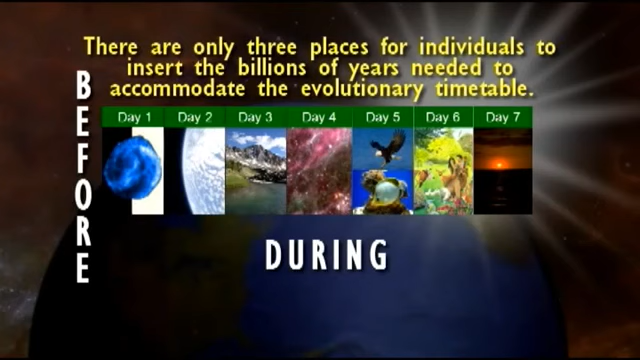 There are only three places for individuals to
insert the billions of years needed to
accommodate the evolutionary timetable.
BEFORE
Day 1 Day 2 Day 3 Day 4 Day 5 Day 6 Day 7
DURING